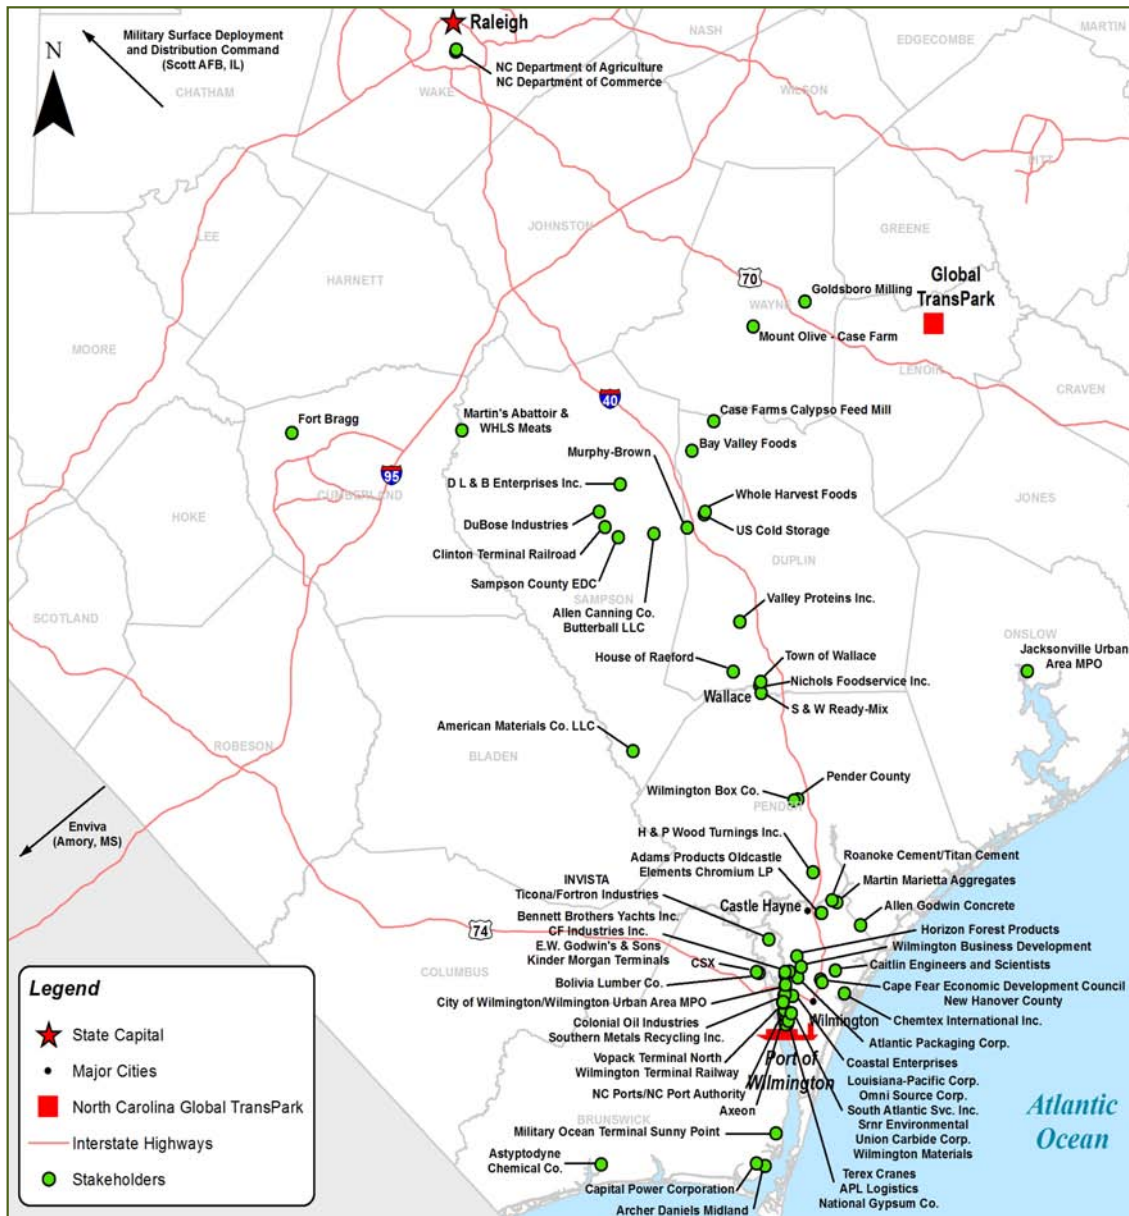 Raleigh
NASH
MARTIN
EDGECOMBE
Military Surface Deployment
and Distribution Command
(Scott AFB, IL)
N
NC Department of Agriculture
NC Department of Commerce
CHATHAM
WAKE
WILSON
PITT
JOHNSTON
GREENE
LEE
HARNETT
70
Global
TransPark
WAYNE
Goldsboro Milling
Mount Olive - Case Farm
MOORE
LENOIR
CRAVEN
40
Fort Bragg
Martin's Abattoir &
WHLS Meats
Case Farms Calypso Feed Mill
Bay Valley Foods
Murphy-Brown
95
CUMBERLAND
D L & B Enterprises Inc.
Whole Harvest Foods
JONES
HOKE
DuBose Industries
US Cold Storage
Clinton Terminal Railroad
DUPLIN
Sampson County EDC
SAMPSON
Valley Proteins Inc.
Allen Canning Co.
Butterball LLC
SCOTLAND
ONSLOW
Jacksonville Urban
Area MPO
House of Raeford
Town of Wallace
Nichols Foodservice Inc.
Wallace
S & W Ready-Mix
American Materials Co. LLC
ROBESON
BLADEN
Pender County
Wilmington Box Co.
PENDER
Enviva
(Amory, MS)
H & P Wood Turnings Inc.
Roanoke Cement/Titan Cement
Adams Products Oldcastle
Elements Chromium LP
Martin Marietta Aggregates
INVISTA
Ticona/Fortron Industries
Castle Hayne
Allen Godwin Concrete
Bennett Brothers Yachts Inc.
CF Industries Inc.
74
Horizon Forest Products
E.W. Godwin's & Sons
Kinder Morgan Terminals
Wilmington Business Development
CSX
Caitlin Engineers and Scientists
COLUMBUS
Bolivia Lumber Co.
Cape Fear Economic Development Council
New Hanover County
City of Wilmington/Wilmington Urban Area MPO
Chemtex International Inc.
Colonial Oil Industries
Southern Metals Recycling Inc.
Wilmington
Atlantic Packaging Corp.
Vopack Terminal North
Wilmington Terminal Railway
Port of
Wilmington
Coastal Enterprises
NC Ports/NC Port Authority
Louisiana-Pacific Corp.
Omni Source Corp.
Axeon
South Atlantic Svc. Inc.
Srnr Environmental
Union Carbide Corp.
Wilmington Materials
BRUNSWICK
Military Ocean Terminal Sunny Point
Atlantic
Ocean
Astyptodyne
Chemical Co.
Terex Cranes
APL Logistics
National Gypsum Co.
Capital Power Corporation
Archer Daniels Midland
Legend
State Capital
Major Cities
North Carolina Global TransPark
Interstate Highways
Stakeholders